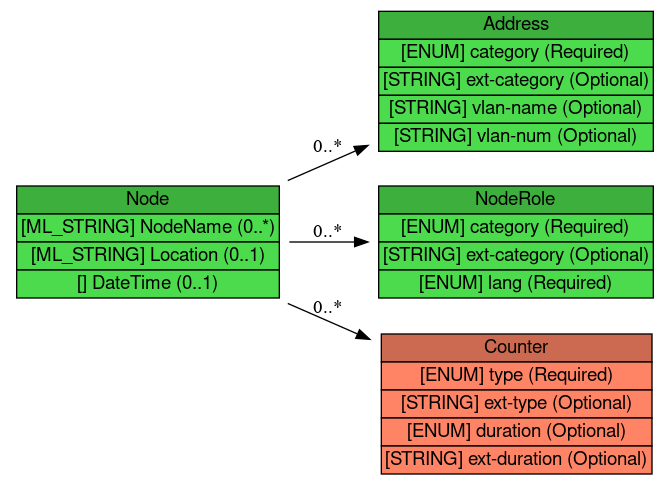 Address
[ENUM] category (Required)
[STRING] ext-category (Optional)
[STRING] vlan-name (Optional)
[STRING] vlan-num (Optional)
0..*
Node
[ML_STRING] NodeName (0..*)
[ML_STRING] Location (0..1)
[] DateTime (0..1)
0..*
NodeRole
[ENUM] category (Required)
[STRING] ext-category (Optional)
[ENUM] lang (Required)
0..*
Counter
[ENUM] type (Required)
[STRING] ext-type (Optional)
[ENUM] duration (Optional)
[STRING] ext-duration (Optional)